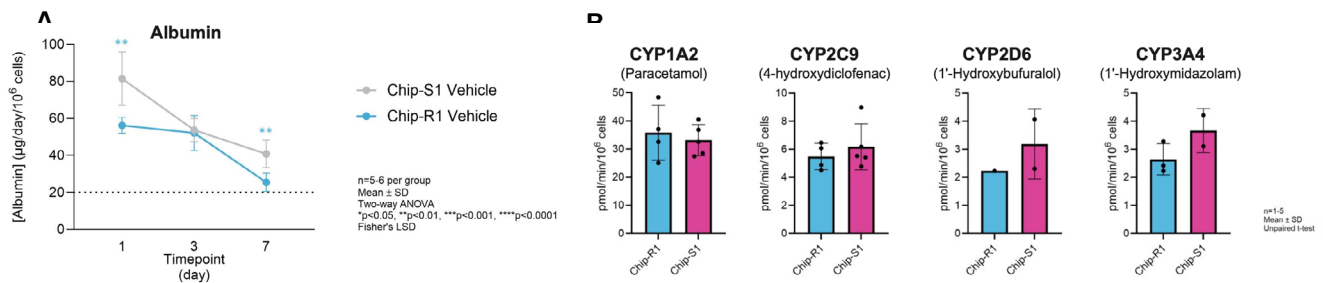 A
Albumin
[Albumin] (µg/day/10⁶ cells)
100
80
60
40
20
0
**
**
1
3
7
Timepoint
(day)
Chip-S1 Vehicle
Chip-R1 Vehicle
n=5-6 per group
Mean ± SD
Two-way ANOVA
*p<0.05, **p<0.01, ***p<0.001, ****p<0.0001
Fisher's LSD
B
CYP1A2
(Paracetamol)
pmol/min/10⁶ cells
50
40
30
20
10
0
Chip-R1
Chip-S1
CYP2C9
(4-hydroxydiclofenac)
pmol/min/10⁶ cells
10
8
6
4
2
0
Chip-R1
Chip-S1
CYP2D6
(1'-Hydroxybufuralol)
pmol/min/10⁶ cells
5
4
3
2
1
0
Chip-R1
Chip-S1
CYP3A4
(1'-Hydroxymidazolam)
pmol/min/10⁶ cells
5
4
3
2
1
0
Chip-R1
Chip-S1
n=1-5
Mean ± SD
Unpaired t-test